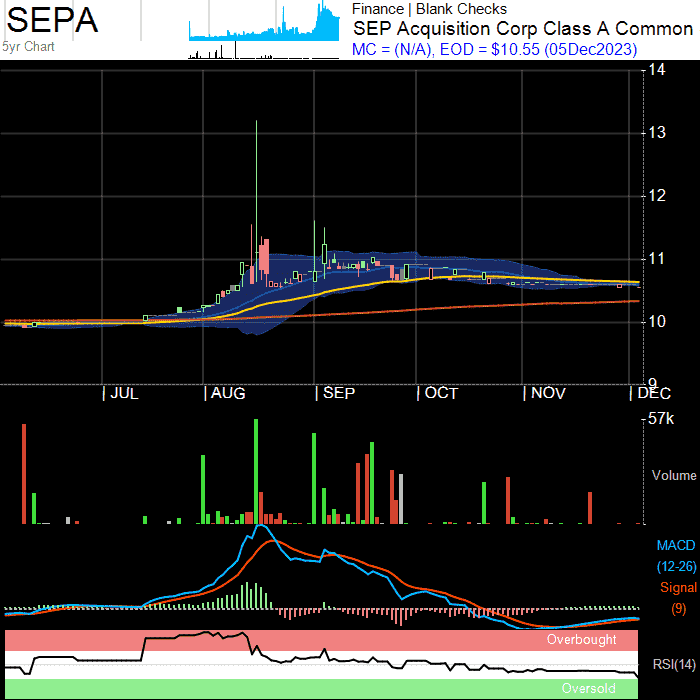 SEPA
5yr Chart
Finance | Blank Checks
SEP Acquisition Corp Class A Common
MC = (N/A), EOD = $10.55 (05Dec2023)
14
13
12
11
10
9
JUL AUG SEP OCT NOV DEC
57k
Volume
MACD
(12-26)
Signal
(9)
Overbought
RSI(14)
Oversold